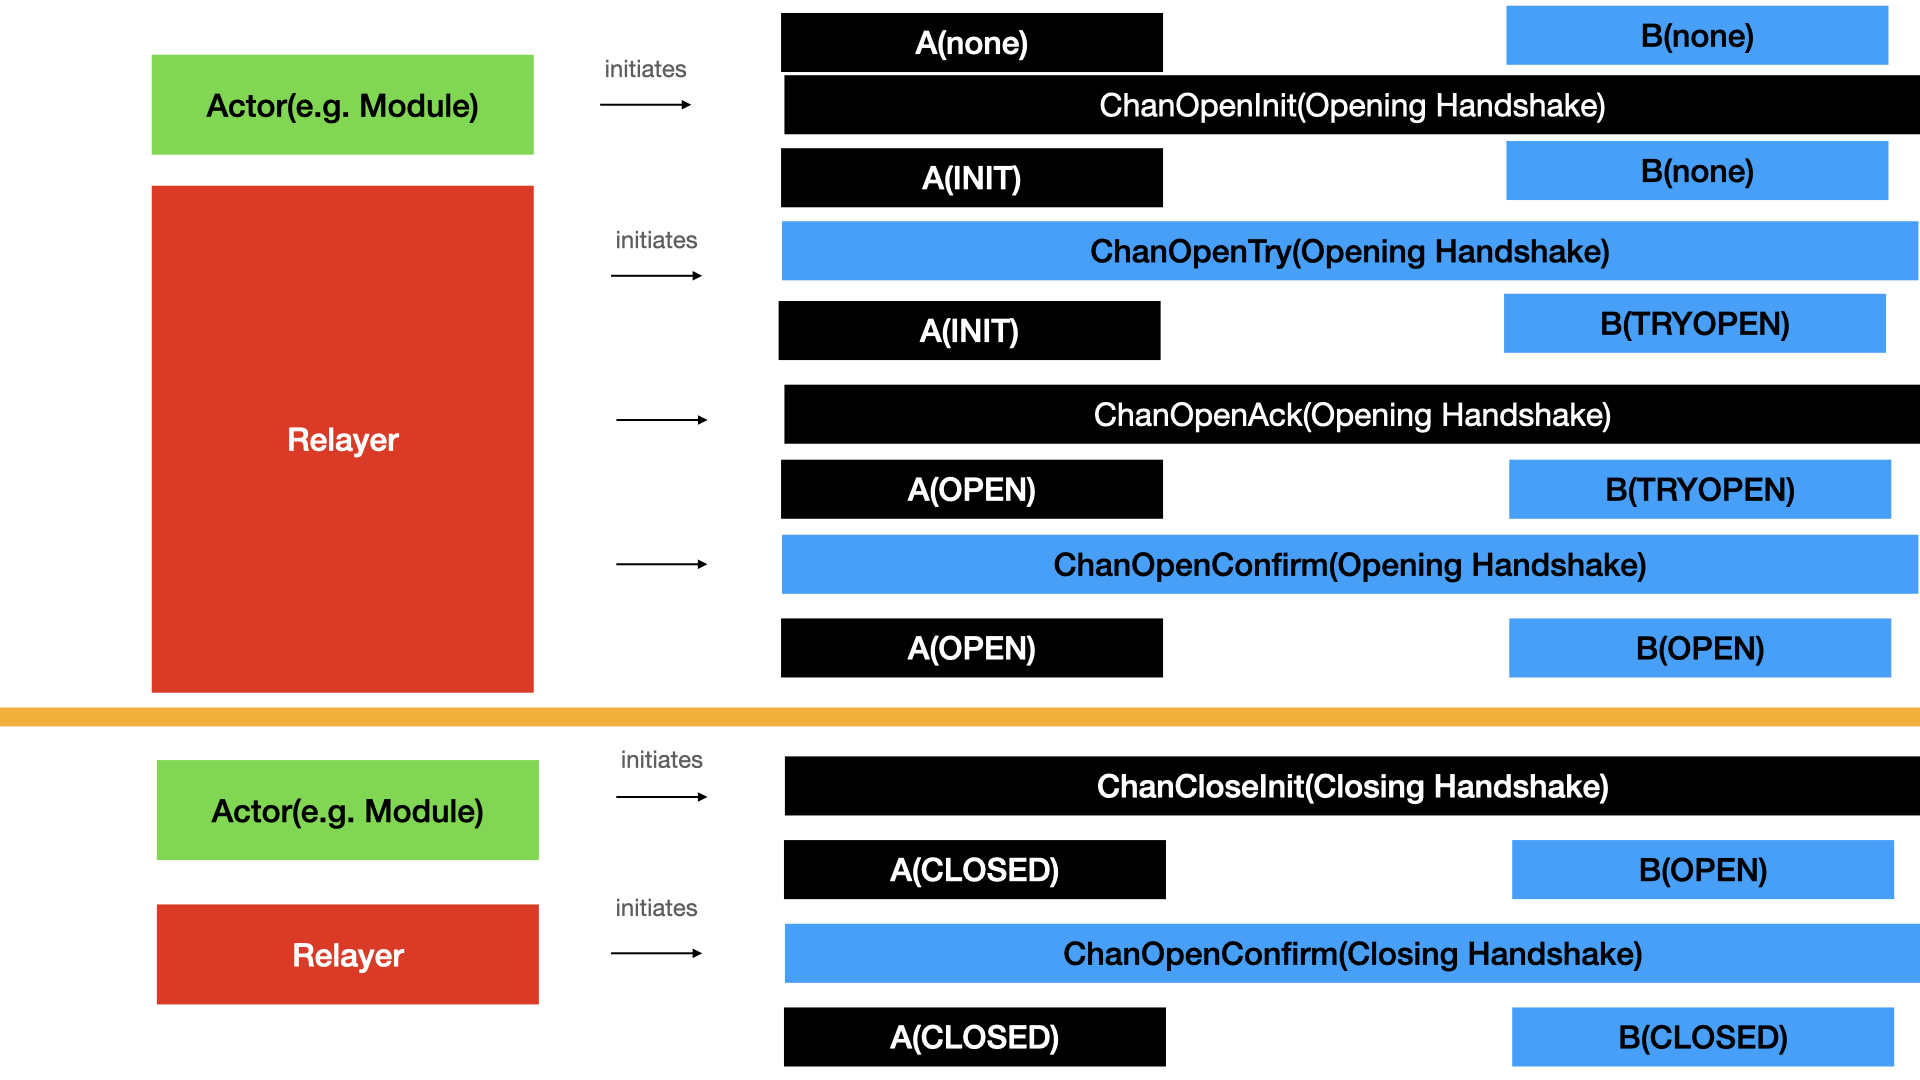 A(none)
B(none)
Actor(e.g. Module)
initiates
ChanOpenInit(Opening Handshake)
A(INIT)
B(none)
Relayer
initiates
ChanOpenTry(Opening Handshake)
A(INIT)
B(TRYOPEN)
ChanOpenAck(Opening Handshake)
A(OPEN)
B(TRYOPEN)
ChanOpenConfirm(Opening Handshake)
A(OPEN)
B(OPEN)
Actor(e.g. Module)
initiates
ChanCloseInit(Closing Handshake)
A(CLOSED)
B(OPEN)
Relayer
initiates
ChanOpenConfirm(Closing Handshake)
A(CLOSED)
B(CLOSED)